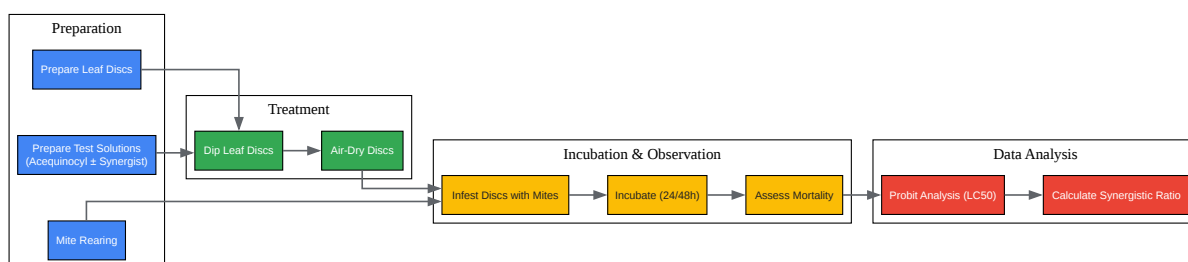 Preparation
Prepare Leaf Discs
Prepare Test Solutions
(Acequinocyl ± Synergist)
Mite Rearing
Treatment
Dip Leaf Discs
Air-Dry Discs
Incubation & Observation
Infest Discs with Mites
Incubate (24/48h)
Assess Mortality
Data Analysis
Probit Analysis (LC50)
Calculate Synergistic Ratio